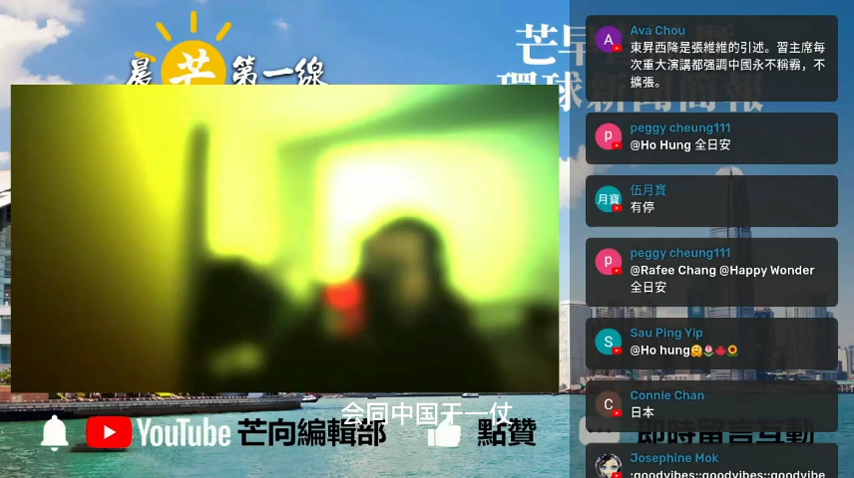 晨芒第一線
芒早
環球新聞簡報
Ava Chou
東昇西降是張維維的引述。習主席每
次重大演講都强調中國永不稱霸，不
擴張。
peggy cheung111
@Ho Hung 全日安
伍月寶
有停
peggy cheung111
@Rafee Chang @Happy Wonder
全日安
Sau Ping Yip
@Ho hung
Connie Chan
日本
Josephine Mok
:goodvibes::goodvibes::goodvibe
会同中国干一仗
YouTube 芒向編輯部
點贊
即時留言互動